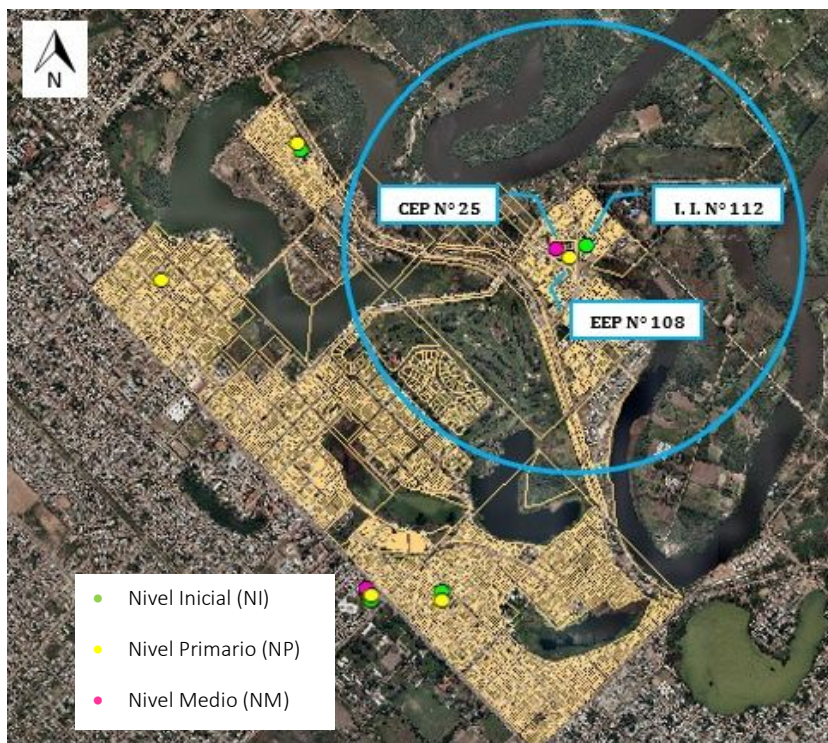 N
CEP N° 25
I. I. N° 112
EEP N° 108
Nivel Inicial (NI)
Nivel Primario (NP)
Nivel Medio (NM)